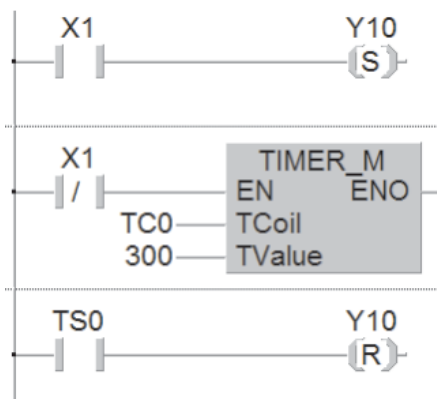 X1 Y10
S
X1 TIMER_M
/ EN ENO
TC0 TCoil
300 TValue
TS0 Y10
R